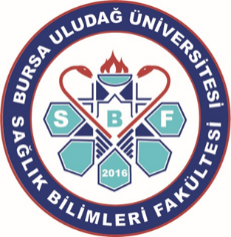 BURSA ULUDAĞ ÜNİVERSİTESİ
S B F
2016
SAĞLIK BİLİMLERİ FAKÜLTESİ